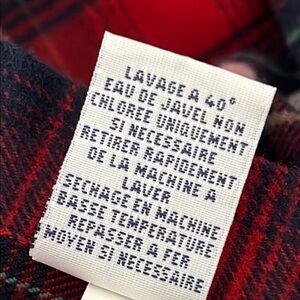 LAVAGE A 40°
EAU DE JAVEL NON
CHLOREE UNIQUEMENT
SI NECESSAIRE
RETIRER RAPIDEMENT
DE LA MACHINE A
LAVER
SECHAGE EN MACHINE
BASSE TEMPERATURE
REPASSER A FER
MOYEN SI NECESSAIRE